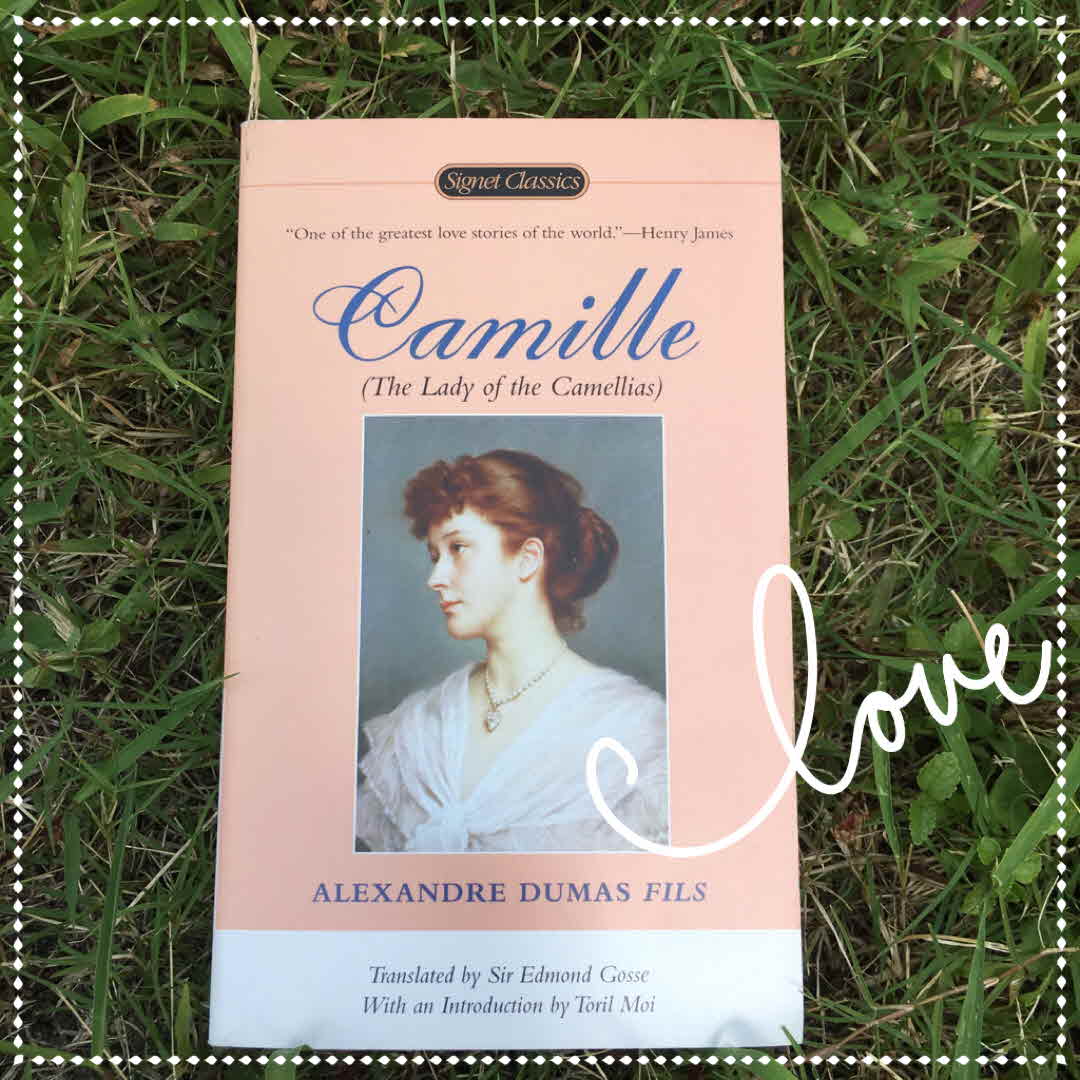 Signet Classics
“One of the greatest love stories of the world.”—Henry James
Camille
(The Lady of the Camellias)
love
ALEXANDRE DUMAS FILS
Translated by Sir Edmond Gosse
With an Introduction by Toril Moi